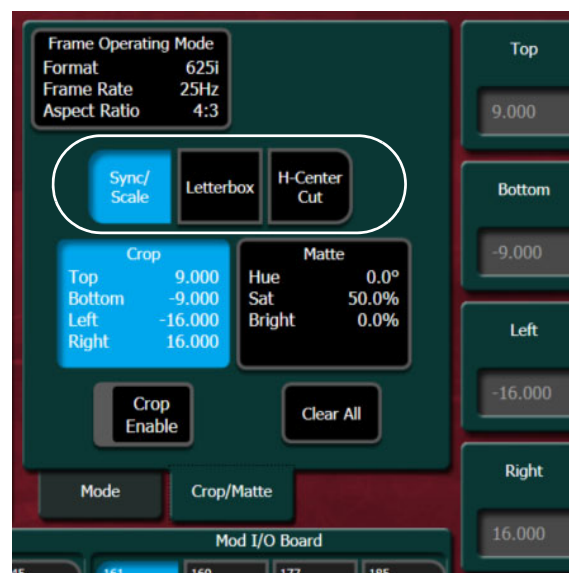 Frame Operating Mode
Format 625i
Frame Rate 25Hz
Aspect Ratio 4:3
Sync/
Scale
Letterbox
H-Center
Cut
Crop
Top 9.000
Bottom -9.000
Left -16.000
Right 16.000
Matte
Hue 0.0°
Sat 50.0%
Bright 0.0%
Crop
Enable
Clear All
Mode
Crop/Matte
Top
9.000
Bottom
-9.000
Left
-16.000
Right
16.000
Mod I/O Board
161 169 177 185